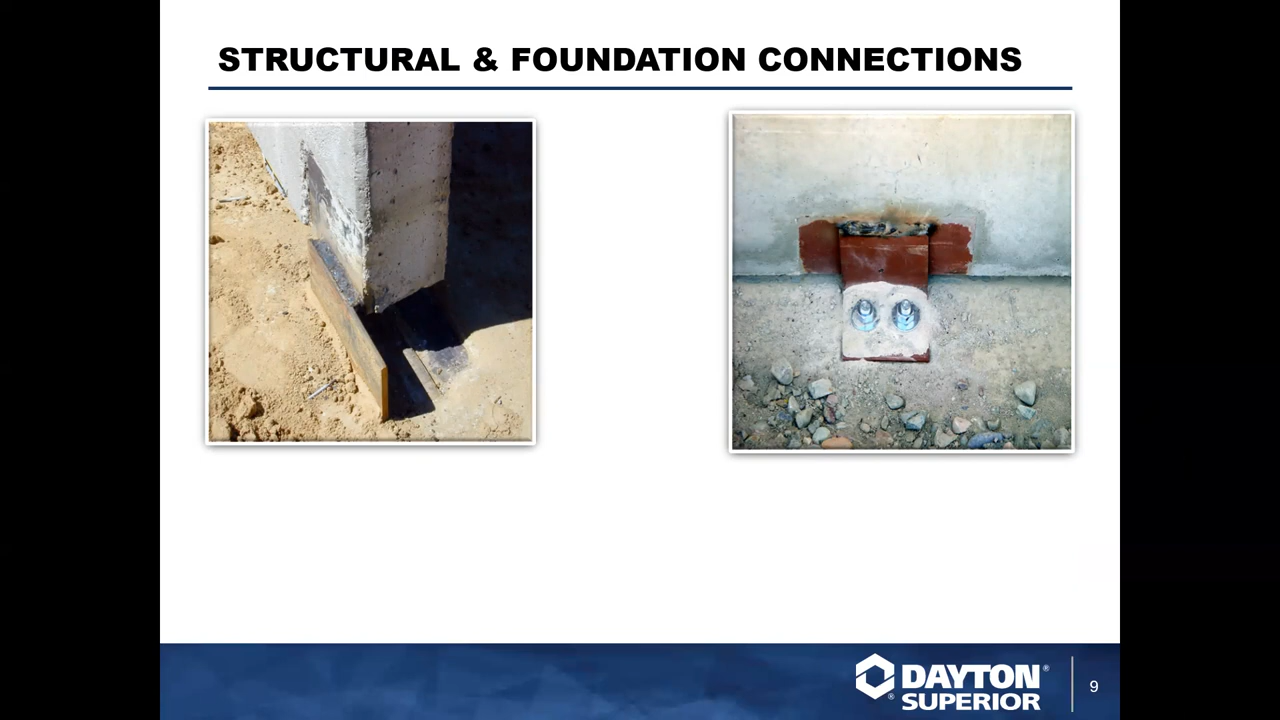 STRUCTURAL & FOUNDATION CONNECTIONS
DAYTON®
®SUPERIOR
9